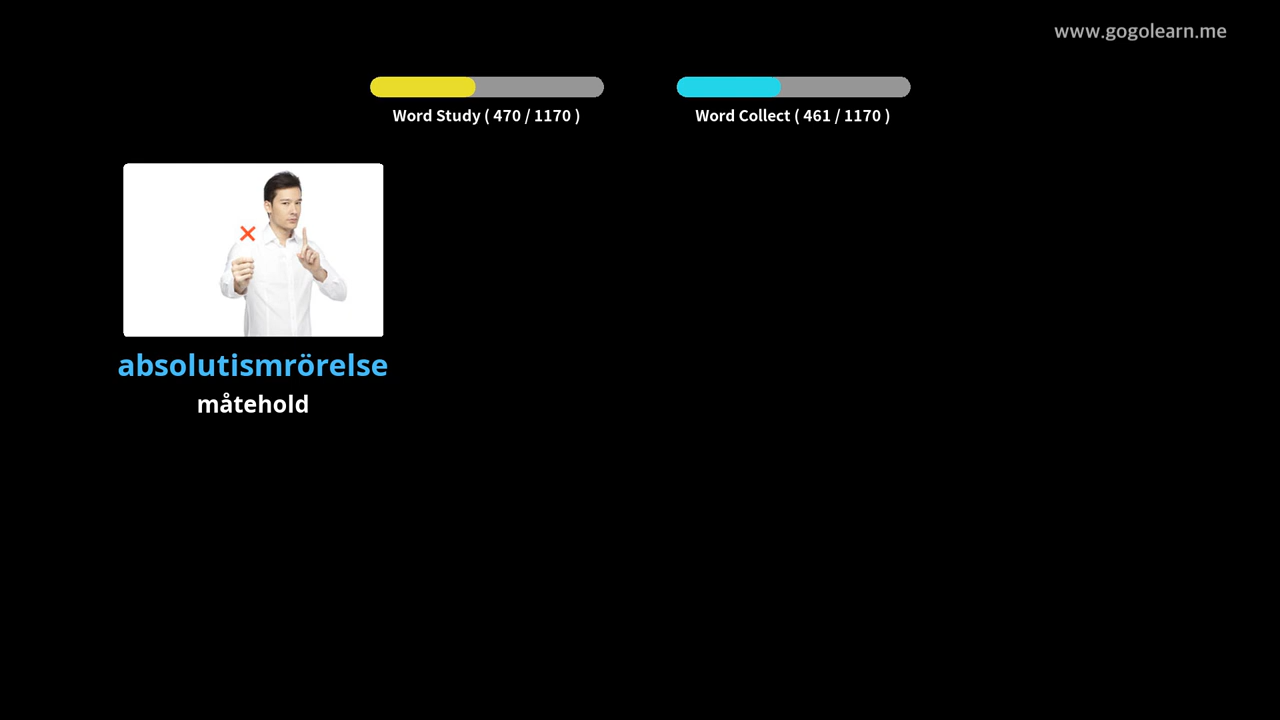 www.gogolearn.me
Word Study ( 470 / 1170 )
Word Collect ( 461 / 1170 )
absolutismrörelse
måtehold